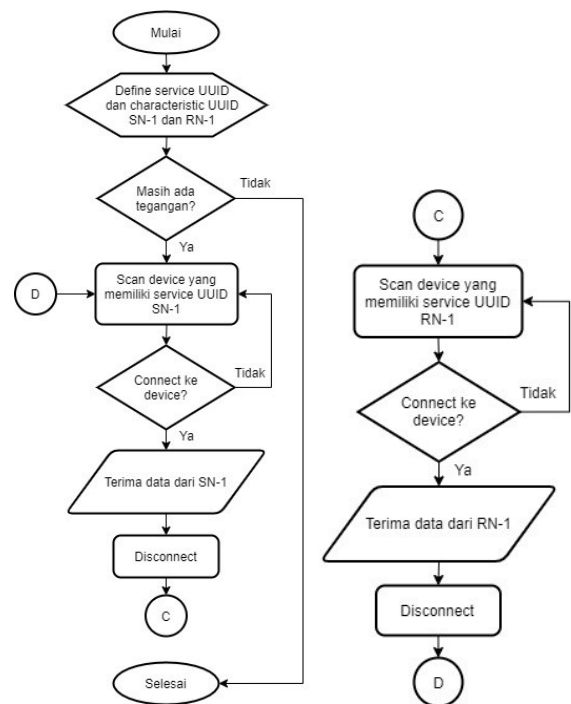 Mulai
Define service UUID
dan characteristic UUID
SN-1 dan RN-1
Masih ada
tegangan?
Tidak
Ya
D
Scan device yang
memiliki service UUID
SN-1
Connect ke
device?
Tidak
Ya
Terima data dari SN-1
Disconnect
C
Selesai
C
Scan device yang
memiliki service UUID
RN-1
Connect ke
device?
Tidak
Ya
Terima data dari RN-1
Disconnect
D